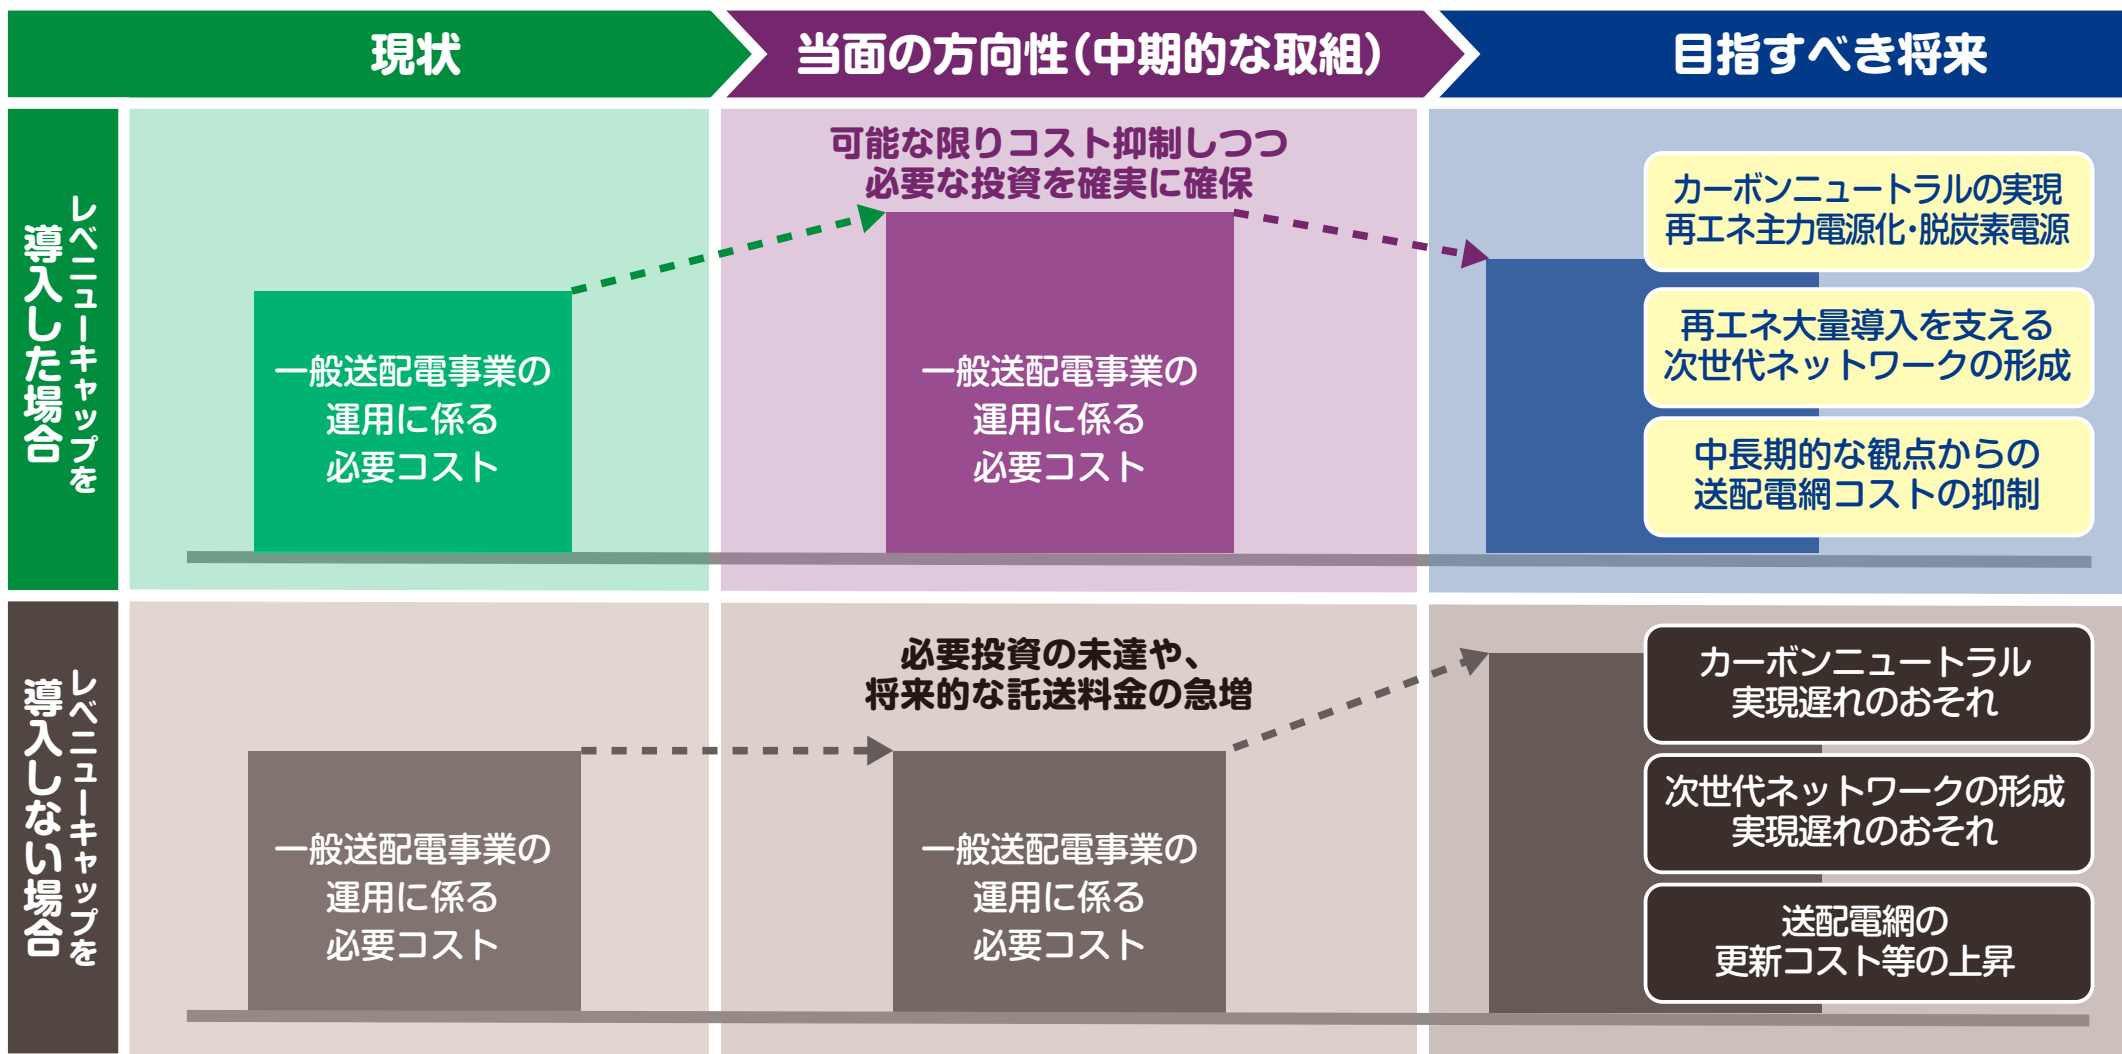 現状
当面の方向性(中期的な取組)
目指すべき将来
レベニューキャップを
導入した場合
可能な限りコスト抑制しつつ
必要な投資を確実に確保
一般送配電事業の
運用に係る
必要コスト
一般送配電事業の
運用に係る
必要コスト
カーボンニュートラルの実現
再エネ主力電源化・脱炭素電源
再エネ大量導入を支える
次世代ネットワークの形成
中長期的な観点からの
送配電網コストの抑制
レベニューキャップを
導入しない場合
必要投資の未達や、
将来的な託送料金の急増
一般送配電事業の
運用に係る
必要コスト
一般送配電事業の
運用に係る
必要コスト
カーボンニュートラル
実現遅れのおそれ
次世代ネットワークの形成
実現遅れのおそれ
送配電網の
更新コスト等の上昇